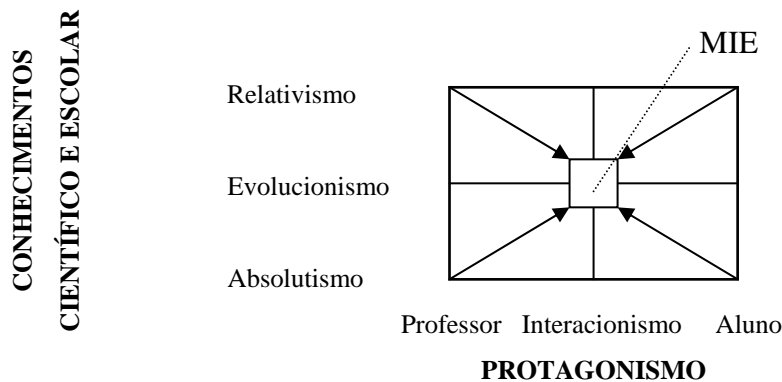 CONHECIMENTOS
CIENTÍFICO E ESCOLAR
MIE
Relativismo
Evolucionismo
Absolutismo
Professor Interacionismo Aluno
PROTAGONISMO